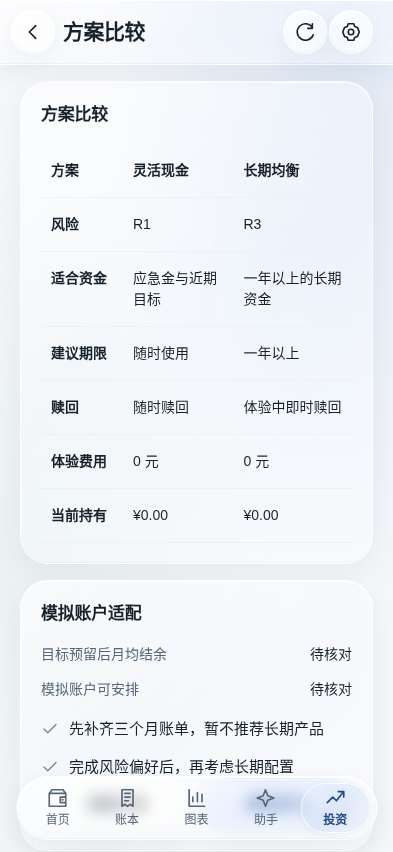 方案比较
方案比较
方案 灵活现金 长期均衡
风险 R1 R3
适合资金 应急金与近期目标 一年以上的长期资金
建议期限 随时使用 一年以上
赎回 随时赎回 体验中即时赎回
体验费用 0 元 0 元
当前持有 ¥0.00 ¥0.00
模拟账户适配
目标预留后月均结余 待核对
模拟账户可安排 待核对
先补齐三个月账单，暂不推荐长期产品
完成风险偏好后，再考虑长期配置
首页 账本 图表 助手 投资